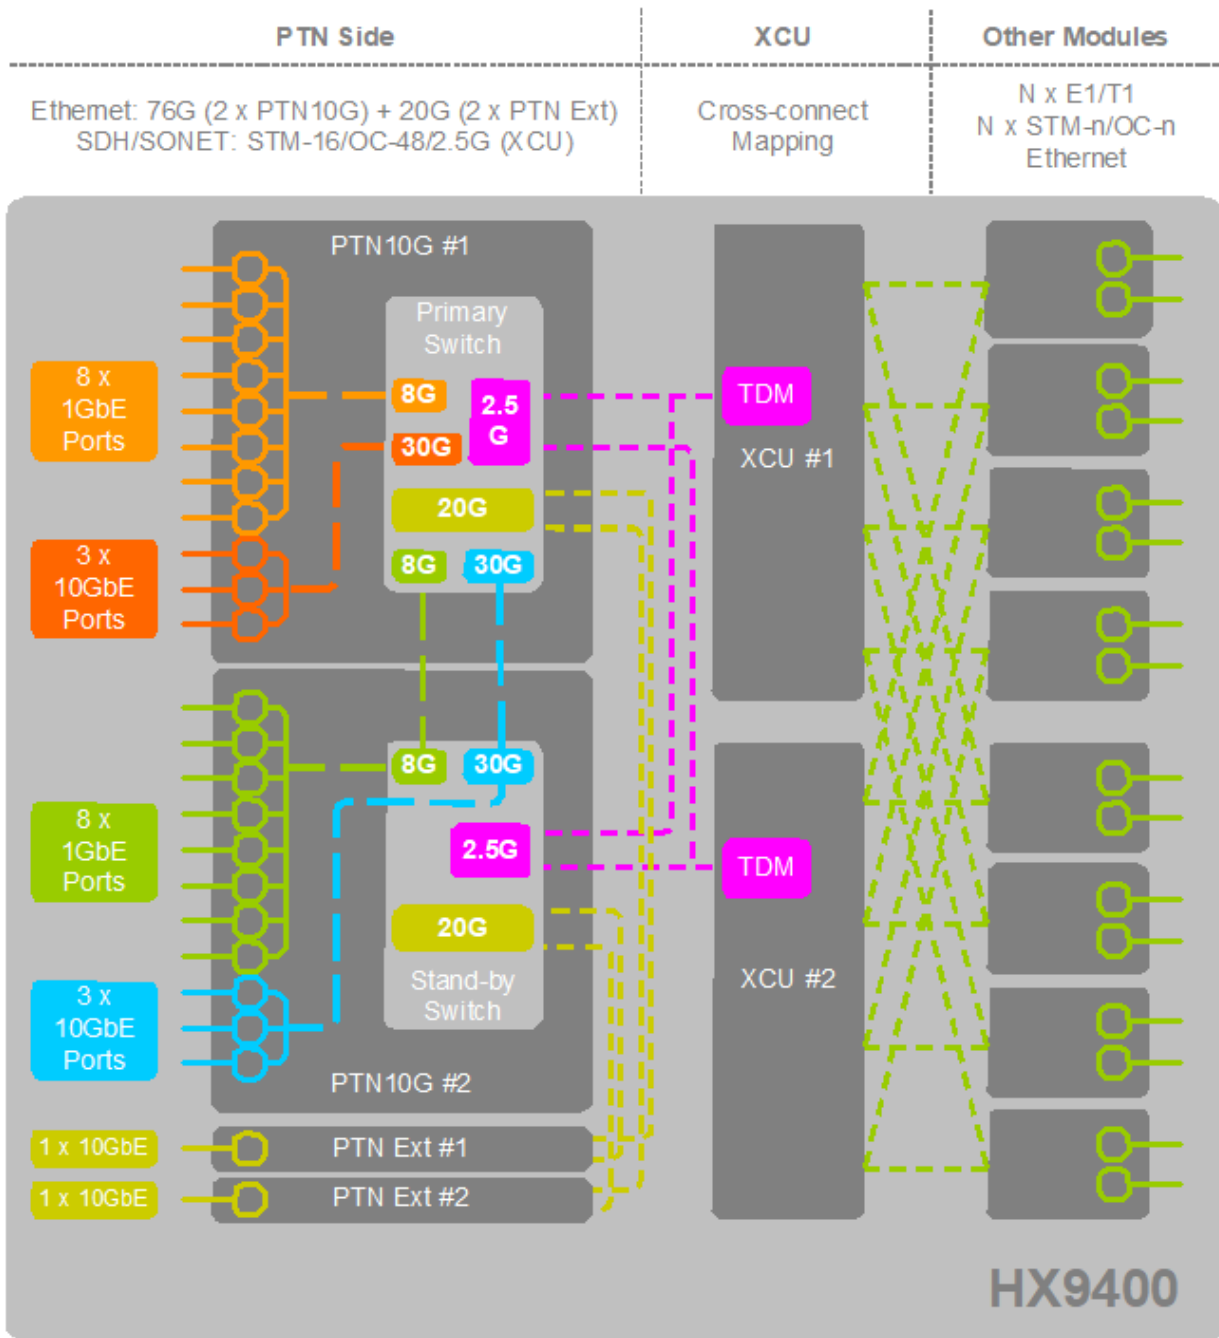 PTN Side
XCU
Other Modules
Ethernet: 76G (2 x PTN10G) + 20G (2 x PTN Ext)
SDH/SONET: STM-16/OC-48/2.5G (XCU)
Cross-connect
Mapping
N x E1/T1
N x STM-n/OC-n
Ethernet
PTN10G #1
Primary
Switch
8 x
1GbE
Ports
8G
2.5
G
30G
20G
8G
30G
3 x
10GbE
Ports
TDM
XCU #1
8 x
1GbE
Ports
8G
30G
2.5G
20G
Stand-by
Switch
3 x
10GbE
Ports
PTN10G #2
TDM
XCU #2
1 x 10GbE
PTN Ext #1
1 x 10GbE
PTN Ext #2
HX9400